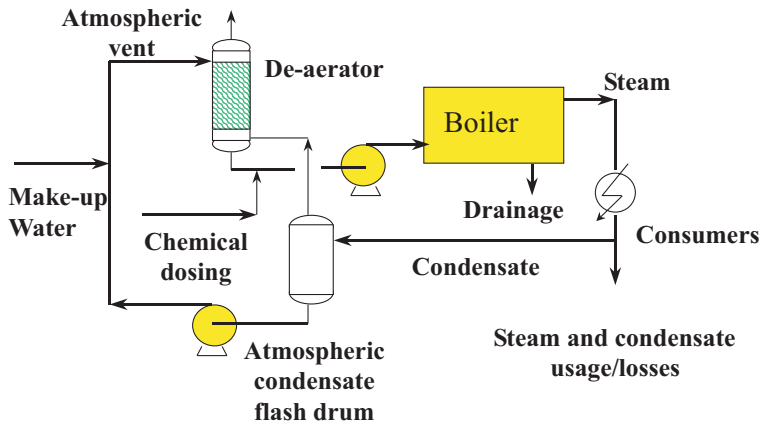 Atmospheric
vent
De-aerator
Steam
Boiler
Make-up
Water
Drainage
Chemical
dosing
Consumers
Condensate
Atmospheric
condensate
flash drum
Steam and condensate
usage/losses